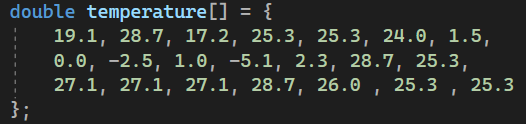 double temperature[] = {
19.1, 28.7, 17.2, 25.3, 25.3, 24.0, 1.5,
0.0, -2.5, 1.0, -5.1, 2.3, 28.7, 25.3,
27.1, 27.1, 27.1, 28.7, 26.0 , 25.3 , 25.3
};